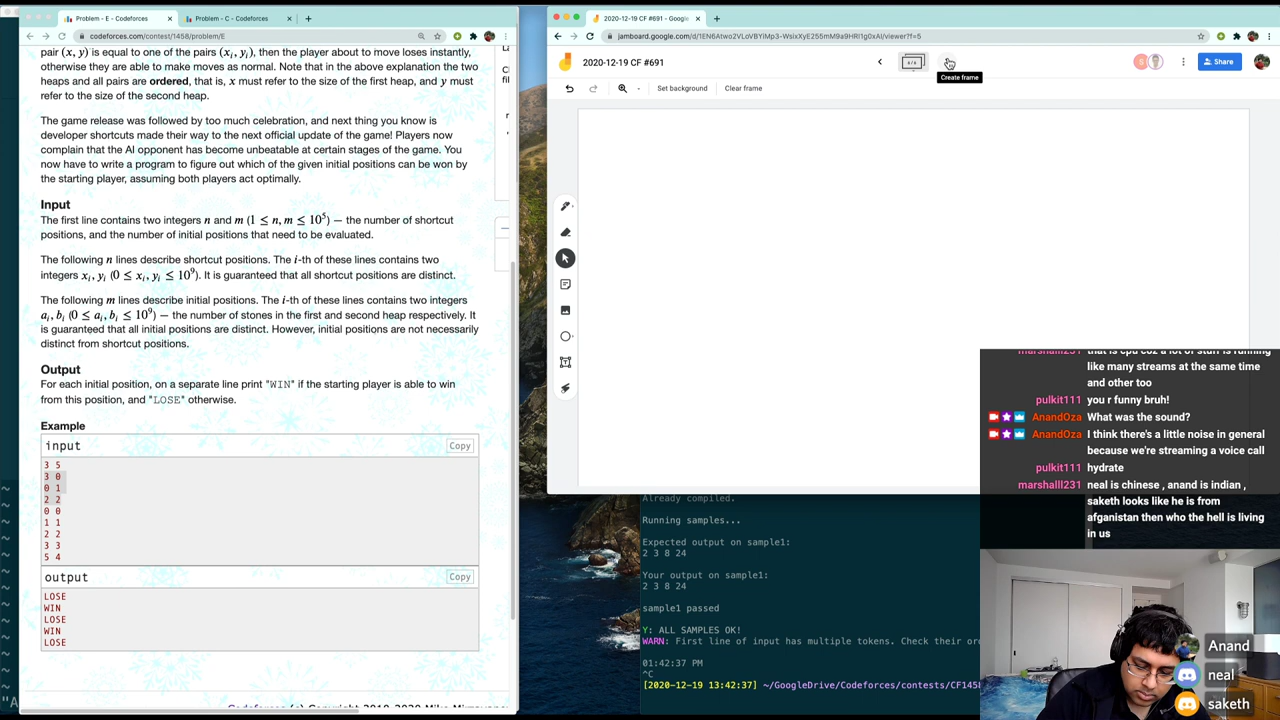 Problem - E - Codeforces
Problem - C - Codeforces
codeforces.com/contest/1458/problem/E
pair (x, y) is equal to one of the pairs (xi, yi), then the player about to move loses instantly,
otherwise they are able to make moves as normal. Note that in the above explanation the two
heaps and all pairs are ordered, that is, x must refer to the size of the first heap, and y must
refer to the size of the second heap.
The game release was followed by too much celebration, and next thing you know is
developer shortcuts made their way to the next official update of the game! Players now
complain that the AI opponent has become unbeatable at certain stages of the game. You
now have to write a program to figure out which of the given initial positions can be won by
the starting player, assuming both players act optimally.
Input
The first line contains two integers n and m (1 ≤ n, m ≤ 10^5) — the number of shortcut
positions, and the number of initial positions that need to be evaluated.
The following n lines describe shortcut positions. The i-th of these lines contains two
integers xi, yi (0 ≤ xi, yi ≤ 10^9). It is guaranteed that all shortcut positions are distinct.
The following m lines describe initial positions. The i-th of these lines contains two integers
ai, bi (0 ≤ ai, bi ≤ 10^9) — the number of stones in the first and second heap respectively. It
is guaranteed that all initial positions are distinct. However, initial positions are not necessarily
distinct from shortcut positions.
Output
For each initial position, on a separate line print "WIN" if the starting player is able to win
from this position, and "LOSE" otherwise.
Example
input
Copy
3 5
3 0
0 1
2 2
0 0
1 1
2 2
3 3
5 4
output
Copy
LOSE
WIN
LOSE
WIN
LOSE
2020-12-19 CF #691 - Google
jamboard.google.com/d/1EN6Atwo2VLoVBYlMp3-WsixXyE255mM9a9HRl1g0xAI/viewer?f=5
2020-12-19 CF #691
Create frame
Share
Set background
Clear frame
that is cpu coz a lot of stuff is running
like many streams at the same time
and other too
pulkit111 you r funny bruh!
AnandOza What was the sound?
AnandOza I think there's a little noise in general
because we're streaming a voice call
pulkit111 hydrate
marshalll231 neal is chinese , anand is indian ,
saketh looks like he is from
afganistan then who the hell is living
in us
Already compiled.
Running samples...
Expected output on sample1:
2 3 8 24
Your output on sample1:
2 3 8 24
sample1 passed
Y: ALL SAMPLES OK!
WARN: First line of input has multiple tokens. Check their
01:42:37 PM
^C
[2020-12-19 13:42:37] ~/GoogleDrive/Codeforces/contests/CF145
Anand
neal
saketh